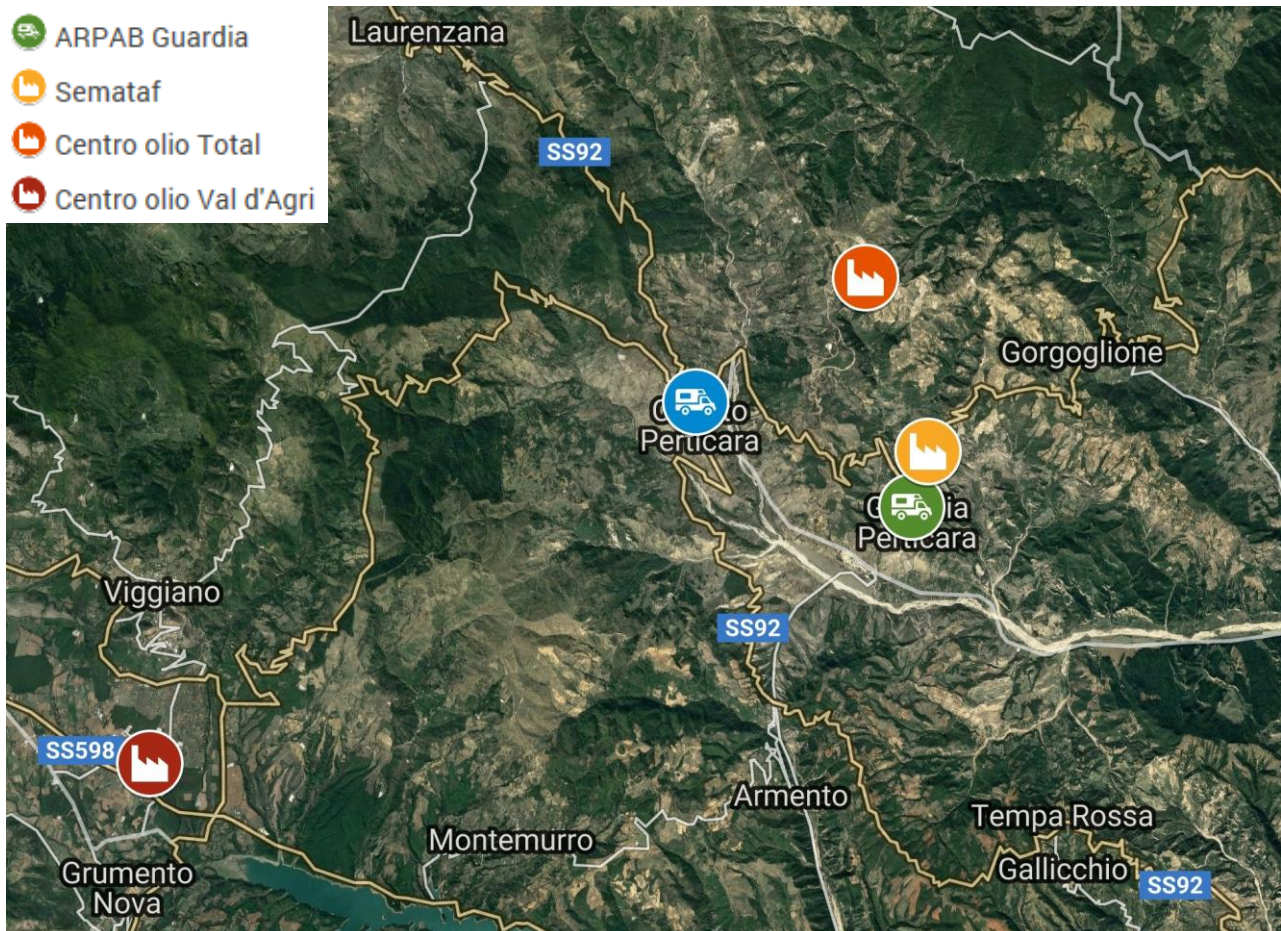 ARPAB Guardia
Semataf
Centro olio Total
Centro olio Val d'Agri
Laurenzana
SS92
Gorgoglione
Perticara
Perticara
Viggiano
SS92
SS598
Armento
Montemurro
Tempa Rossa
Gallicchio
SS92
Grumento
Nova